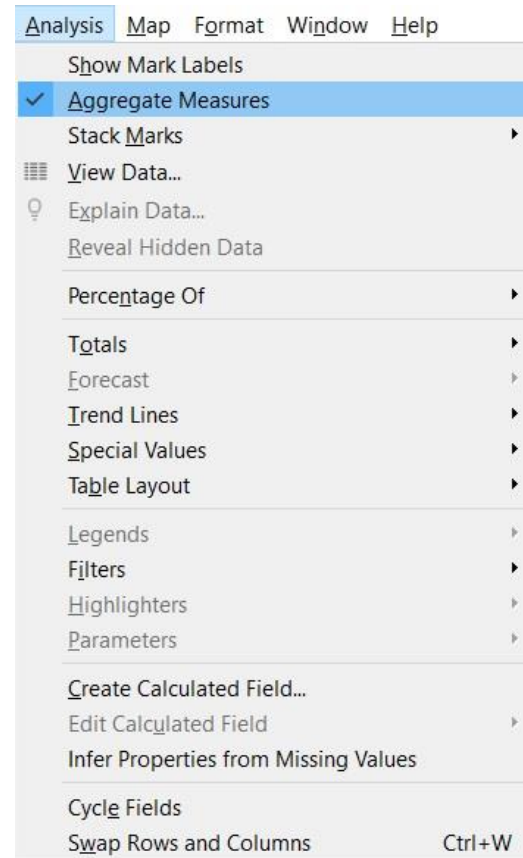 Analysis Map Format Window Help
Show Mark Labels
Aggregate Measures
Stack Marks
View Data...
Explain Data...
Reveal Hidden Data
Percentage Of
Totals
Forecast
Trend Lines
Special Values
Table Layout
Legends
Filters
Highlighters
Parameters
Create Calculated Field...
Edit Calculated Field
Infer Properties from Missing Values
Cycle Fields
Swap Rows and Columns Ctrl+W